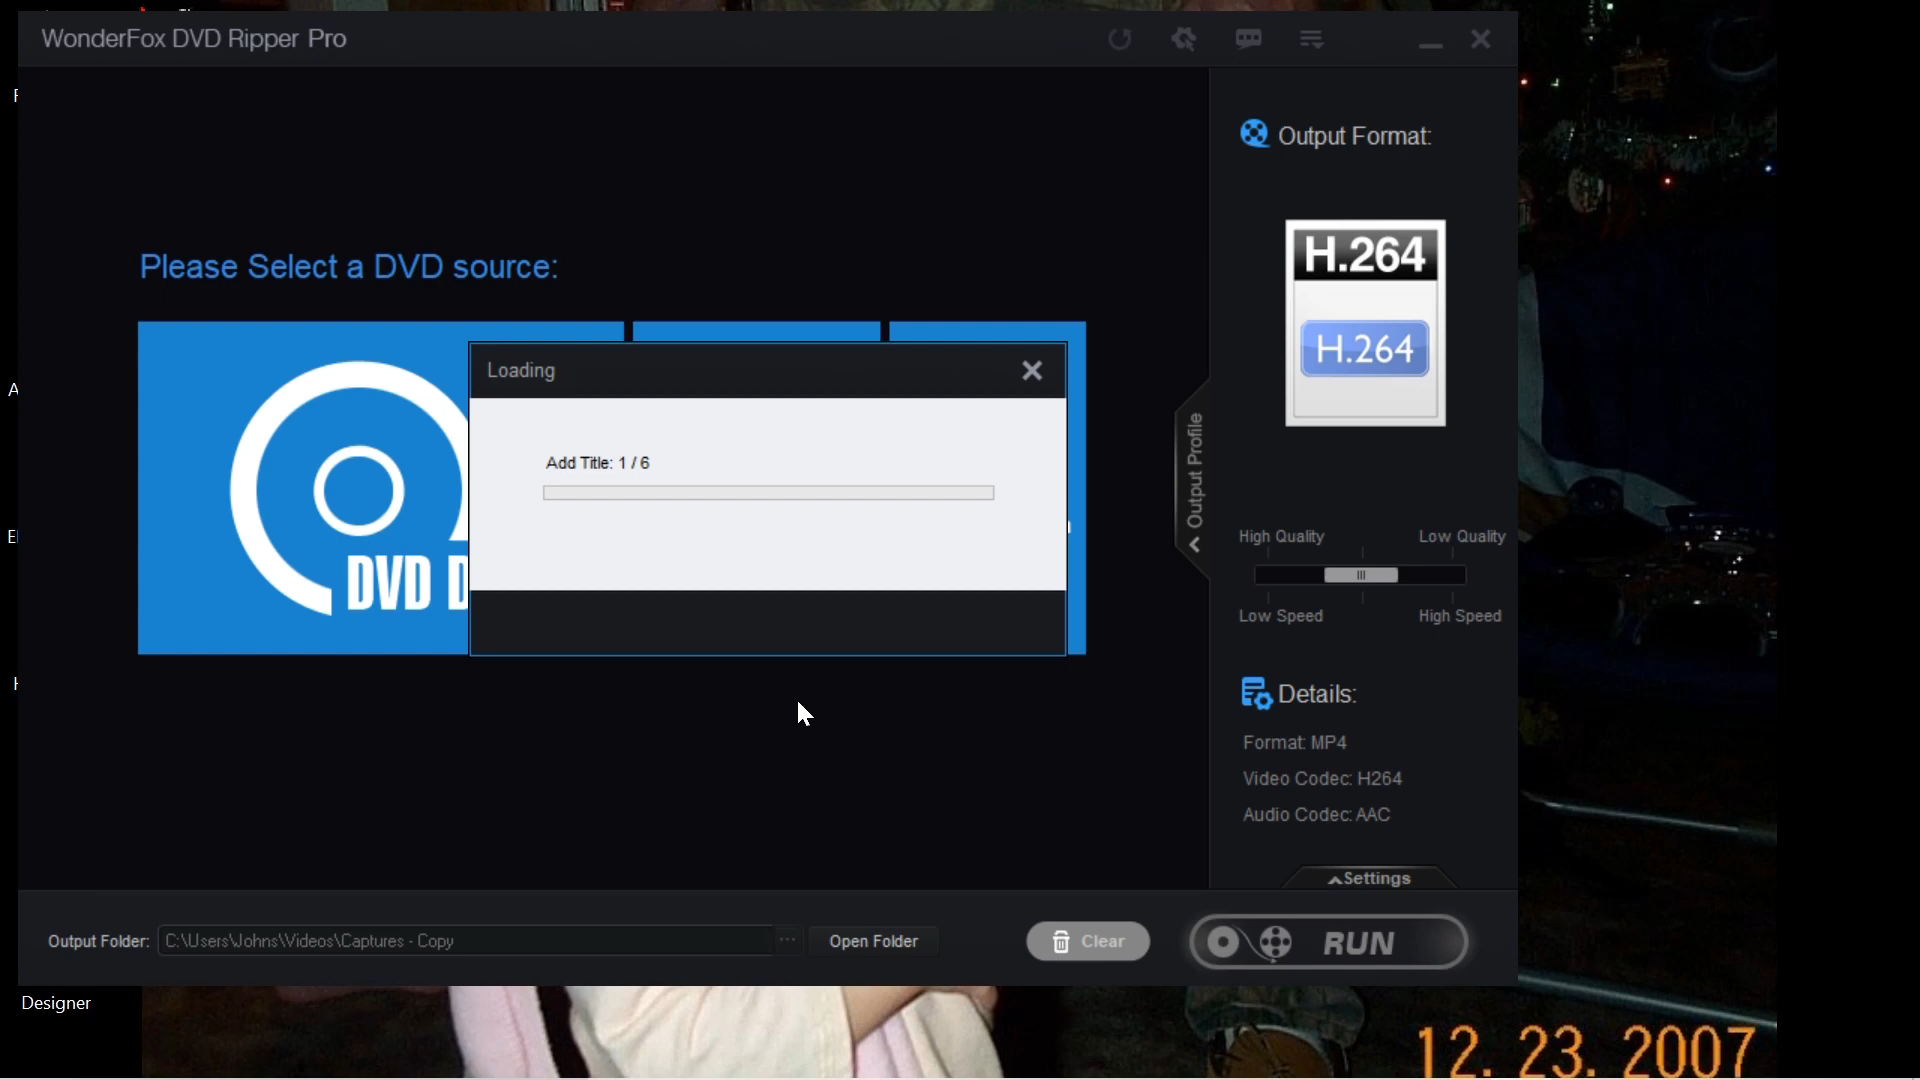 WonderFox DVD Ripper Pro
Output Format:
H.264
H.264
Please Select a DVD source:
Loading
Add Title: 1 / 6
DVD D
Output Profile
High Quality
Low Quality
Low Speed
High Speed
Details:
Format: MP4
Video Codec: H264
Audio Codec: AAC
Settings
Output Folder:
C:\Users\Johns\Videos\Captures - Copy
...
Open Folder
Clear
RUN
Designer
12. 23. 2007